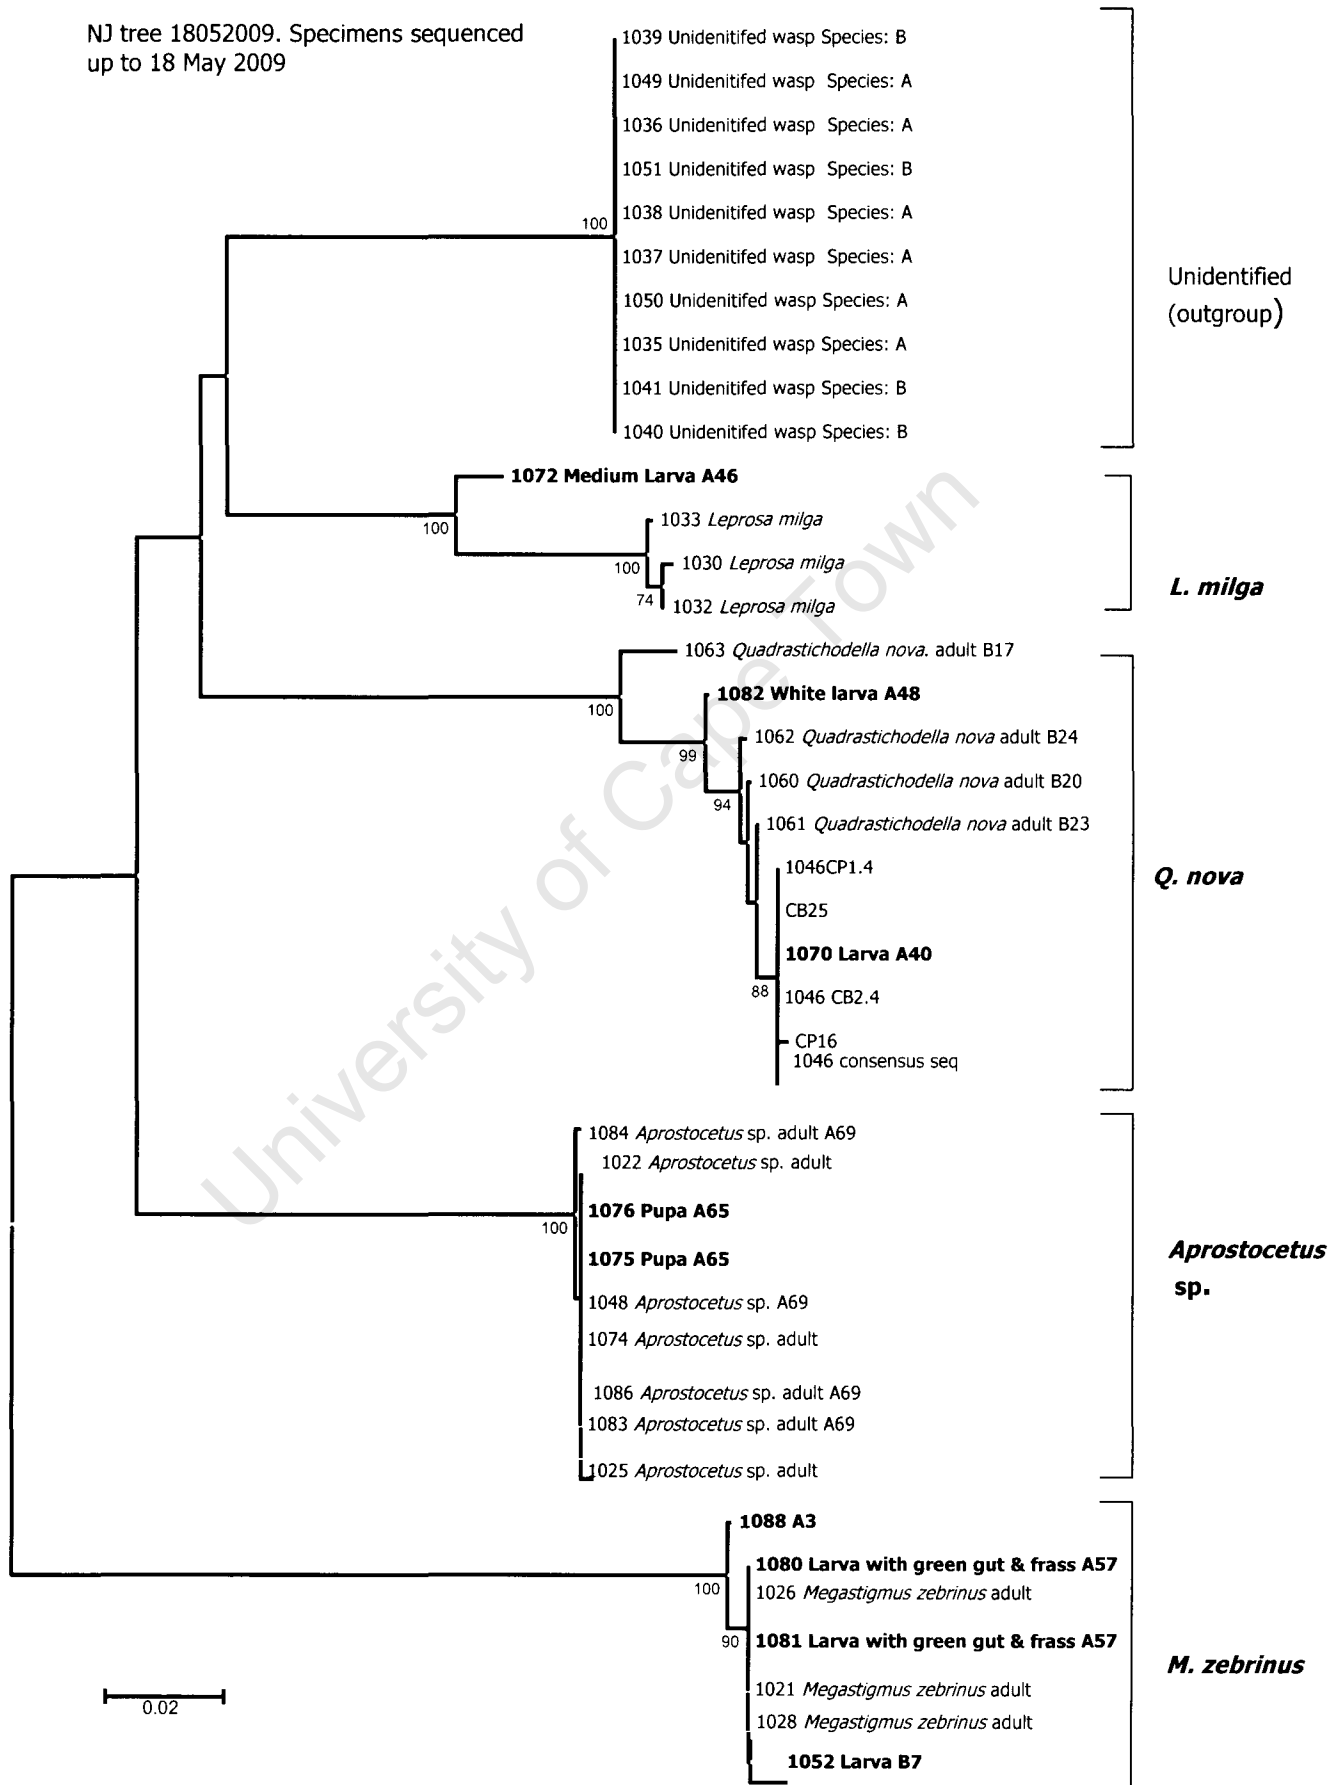 NJ tree 18052009. Specimens sequenced
up to 18 May 2009
1039 Unidenitifed wasp Species: B
1049 Unidenitifed wasp Species: A
1036 Unidenitifed wasp Species: A
1051 Unidenitifed wasp Species: B
1038 Unidenitifed wasp Species: A
100
1037 Unidenitifed wasp Species: A
1050 Unidenitifed wasp Species: A
1035 Unidenitifed wasp Species: A
1041 Unidenitifed wasp Species: B
1040 Unidenitifed wasp Species: B
Unidentified
(outgroup)
1072 Medium Larva A46
100
1033 Leprosa milga
1030 Leprosa milga
100
74
1032 Leprosa milga
L. milga
1063 Quadrastichodella nova. adult B17
100
1082 White larva A48
99
1062 Quadrastichodella nova adult B24
94
1060 Quadrastichodella nova adult B20
1061 Quadrastichodella nova adult B23
1046CP1.4
CB25
1070 Larva A40
88
1046 CB2.4
CP16
1046 consensus seq
Q. nova
1084 Aprostocetus sp. adult A69
1022 Aprostocetus sp. adult
1076 Pupa A65
100
1075 Pupa A65
1048 Aprostocetus sp. A69
1074 Aprostocetus sp. adult
1086 Aprostocetus sp. adult A69
1083 Aprostocetus sp. adult A69
1025 Aprostocetus sp. adult
Aprostocetus
sp.
1088 A3
1080 Larva with green gut & frass A57
100
1026 Megastigmus zebrinus adult
90
1081 Larva with green gut & frass A57
1021 Megastigmus zebrinus adult
1028 Megastigmus zebrinus adult
1052 Larva B7
M. zebrinus
0.02
University of Cape Town